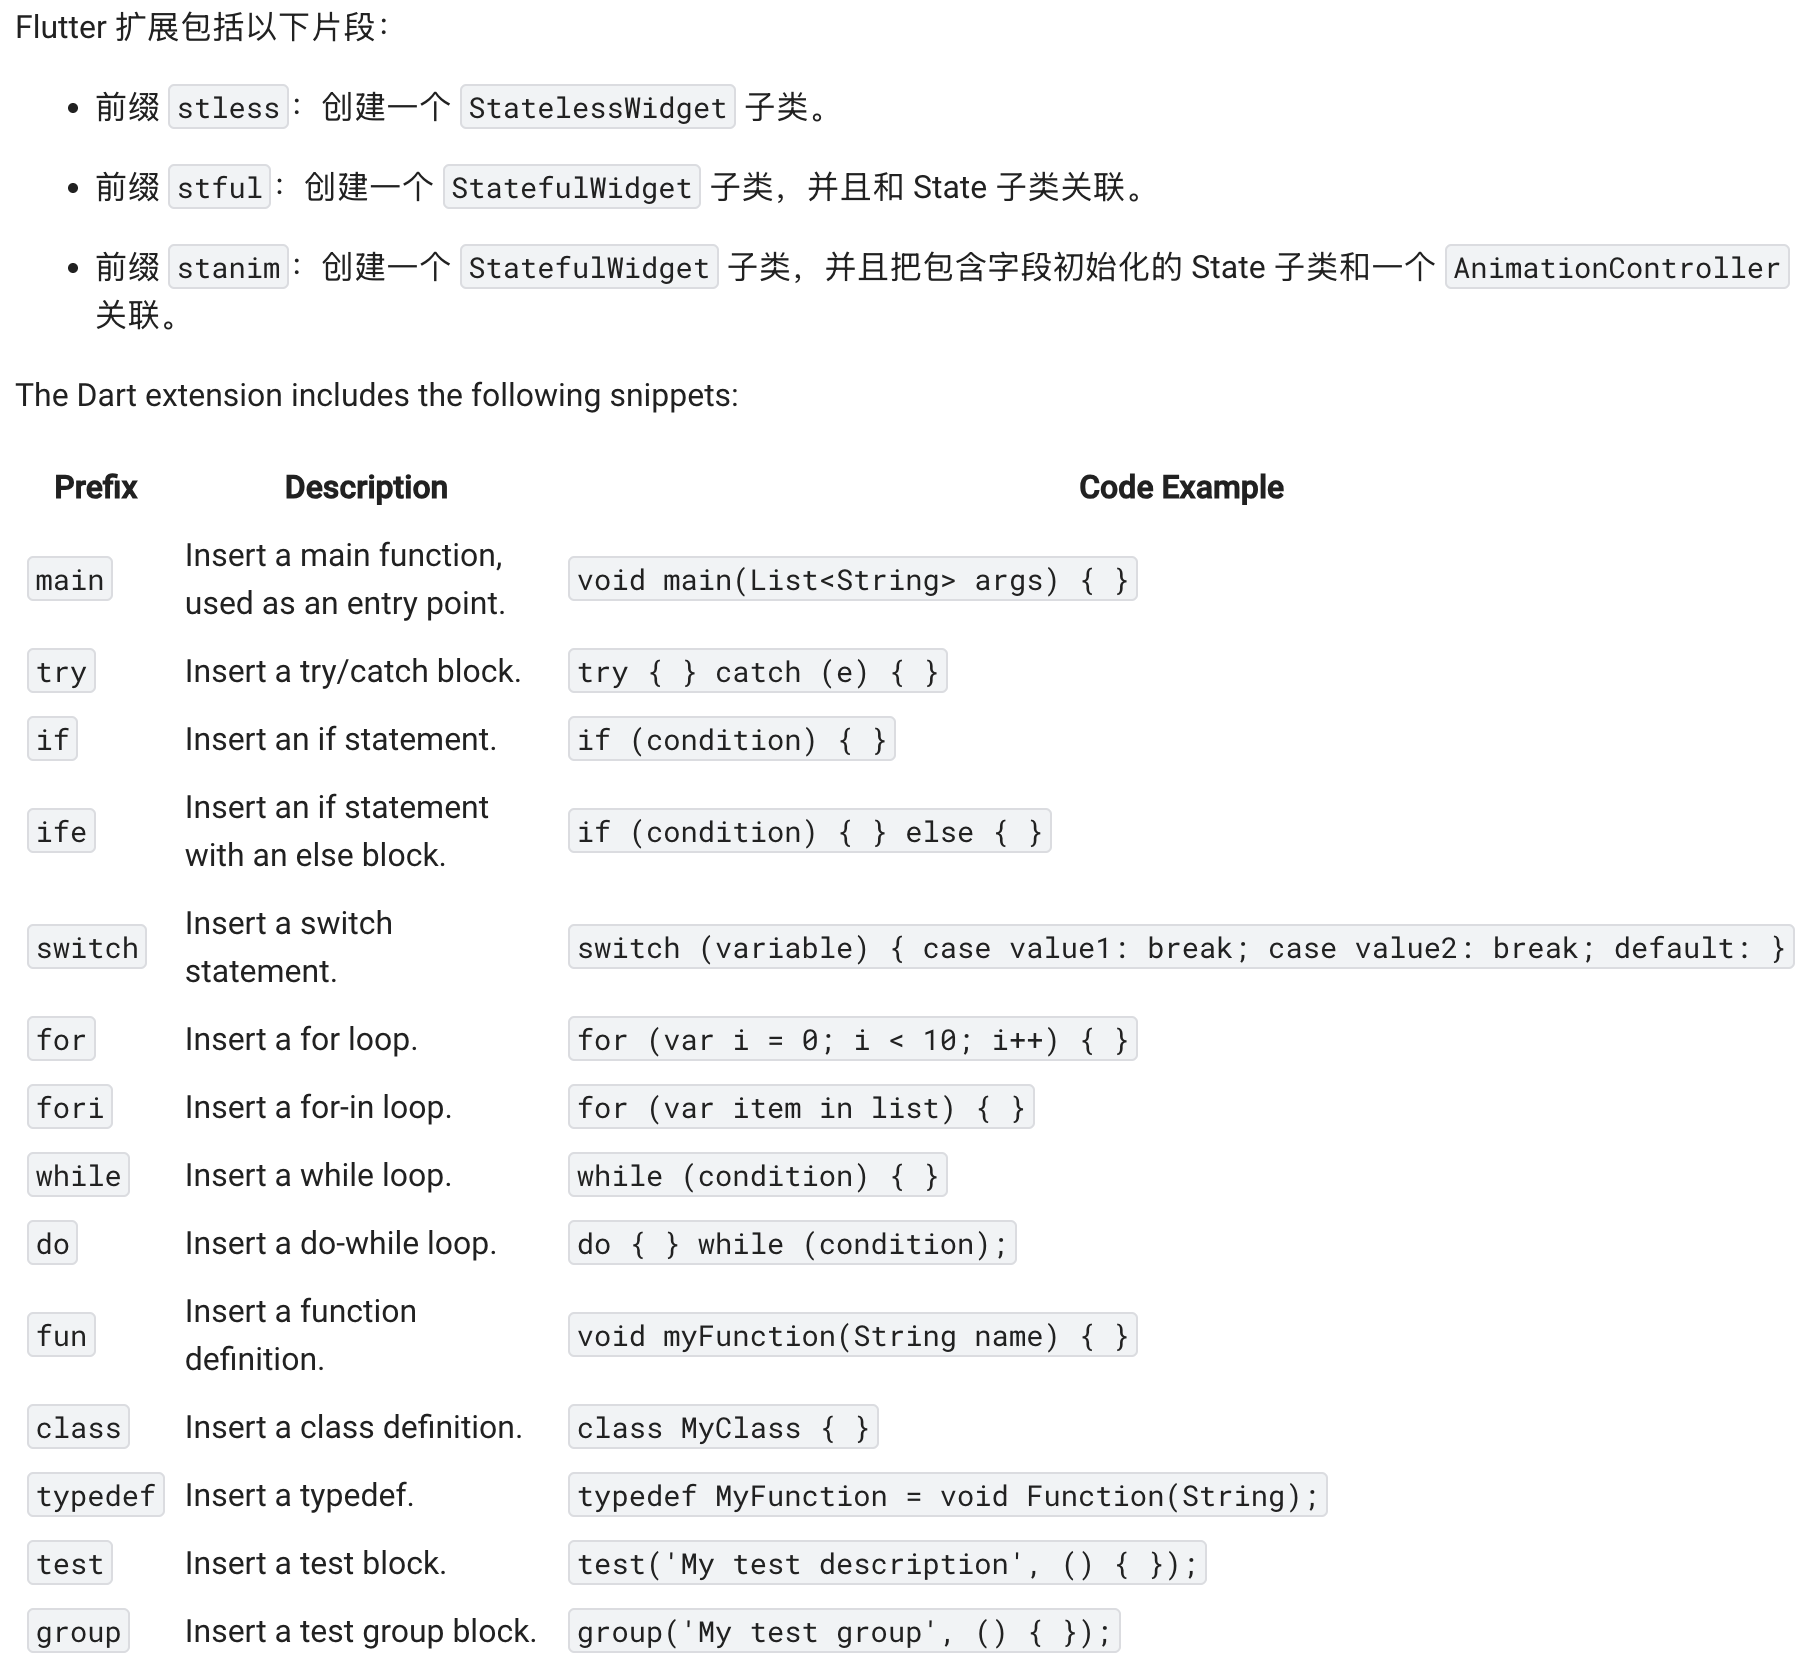 Flutter 扩展包括以下片段：
• 前缀 stless： 创建一个 StatelessWidget 子类。
• 前缀 stful： 创建一个 StatefulWidget 子类，并且和 State 子类关联。
• 前缀 stanim： 创建一个 StatefulWidget 子类，并且把包含字段初始化的 State 子类和一个 AnimationController
关联。
The Dart extension includes the following snippets:
Prefix Description Code Example
main Insert a main function, used as an entry point. void main(List<String> args) { }
try Insert a try/catch block. try { } catch (e) { }
if Insert an if statement. if (condition) { }
ife Insert an if statement with an else block. if (condition) { } else { }
switch Insert a switch statement. switch (variable) { case value1: break; case value2: break; default: }
for Insert a for loop. for (var i = 0; i < 10; i++) { }
fori Insert a for-in loop. for (var item in list) { }
while Insert a while loop. while (condition) { }
do Insert a do-while loop. do { } while (condition);
fun Insert a function definition. void myFunction(String name) { }
class Insert a class definition. class MyClass { }
typedef Insert a typedef. typedef MyFunction = void Function(String);
test Insert a test block. test('My test description', () { });
group Insert a test group block. group('My test group', () { });